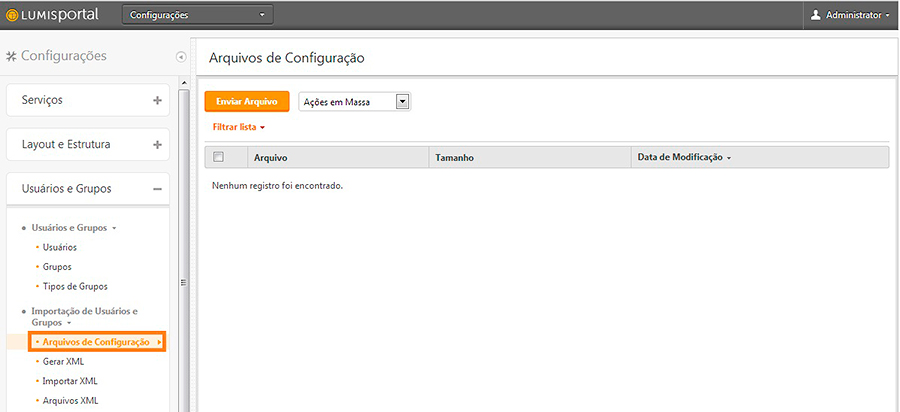 LUMISPORTAL
Configurações
Administrator
Configurações
Serviços
Layout e Estrutura
Usuários e Grupos
Usuários e Grupos
Usuários
Grupos
Tipos de Grupos
Importação de Usuários e
Grupos
Arquivos de Configuração
Gerar XML
Importar XML
Arquivos XML
Arquivos de Configuração
Enviar Arquivo
Ações em Massa
Filtrar lista
Arquivo Tamanho Data de Modificação
Nenhum registro foi encontrado.